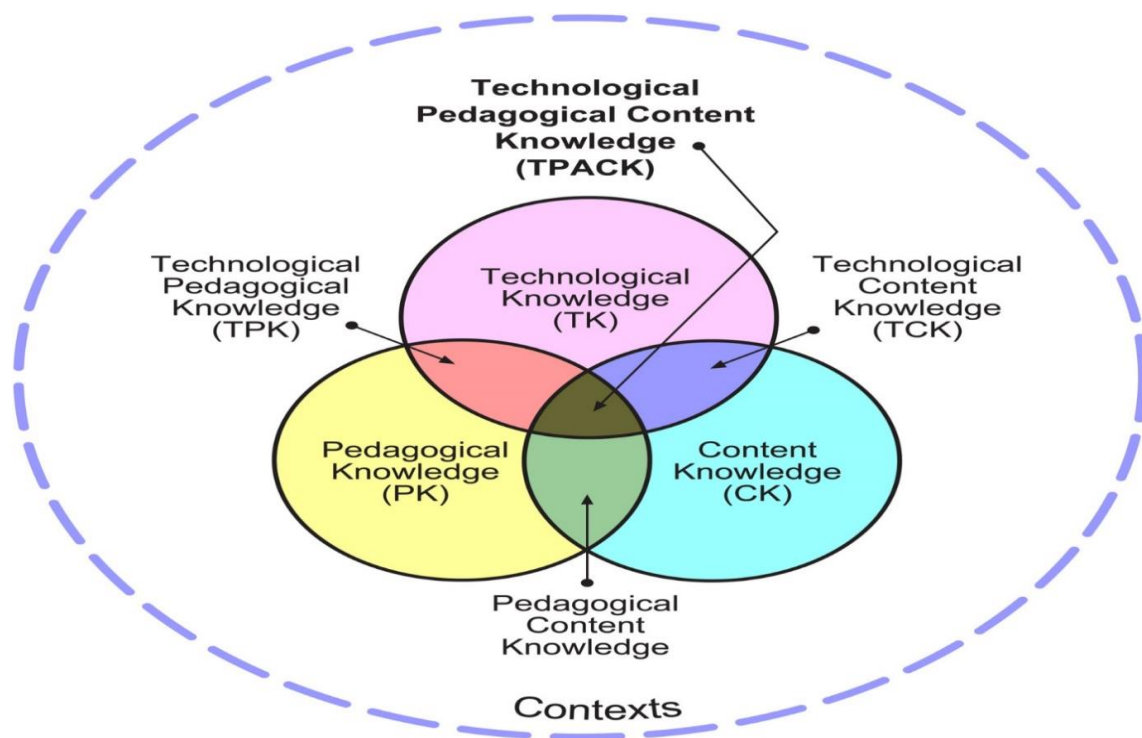 Technological
Pedagogical Content
Knowledge
(TPACK)
Technological
Pedagogical
Knowledge
(TPK)
Technological
Knowledge
(TK)
Technological
Content
Knowledge
(TCK)
Pedagogical
Knowledge
(PK)
Content
Knowledge
(CK)
Pedagogical
Content
Knowledge
Contexts